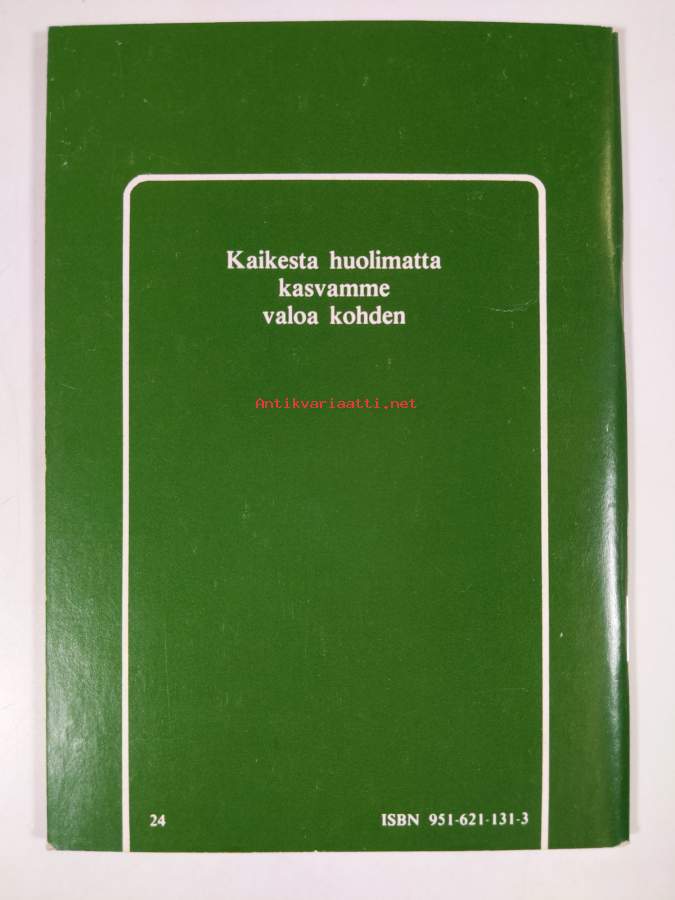 Kaikesta huolimatta
kasvamme
valoa kohden
Antikvariaatti.net
24 ISBN 951-621-131-3